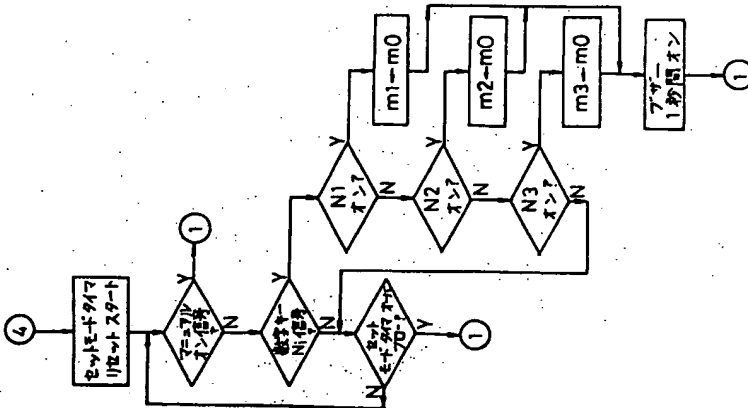 4
セットモードタイマ
リセットスタート
マニュアル
オン信号
?
Y
1
N
数字キー
Ni信号
?
Y
N
セット
モードタイマ オーバ
フロー?
N
Y
1
N1
オン?
Y
N
m1←m0
N2
オン?
Y
N
m2←m0
N3
オン?
Y
N
m3←m0
ブザー
1秒間オン
1